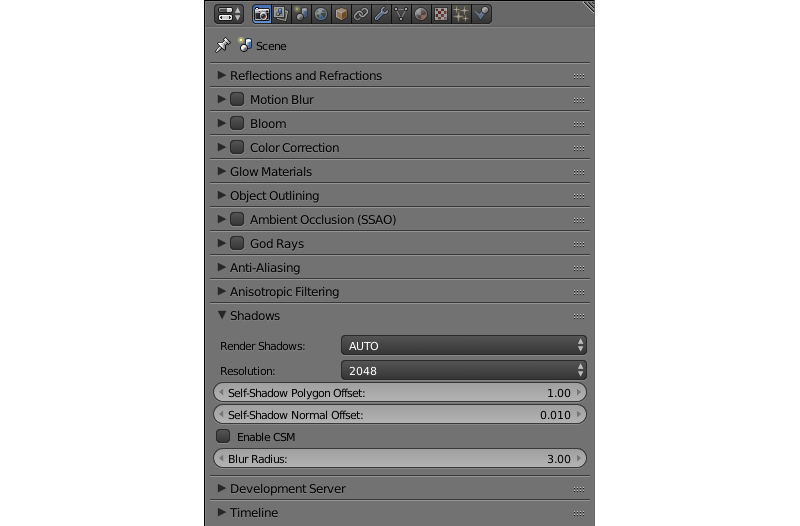 Scene
Reflections and Refractions
Motion Blur
Bloom
Color Correction
Glow Materials
Object Outlining
Ambient Occlusion (SSAO)
God Rays
Anti-Aliasing
Anisotropic Filtering
Shadows
Render Shadows: AUTO
Resolution: 2048
Self-Shadow Polygon Offset: 1.00
Self-Shadow Normal Offset: 0.010
Enable CSM
Blur Radius: 3.00
Development Server
Timeline